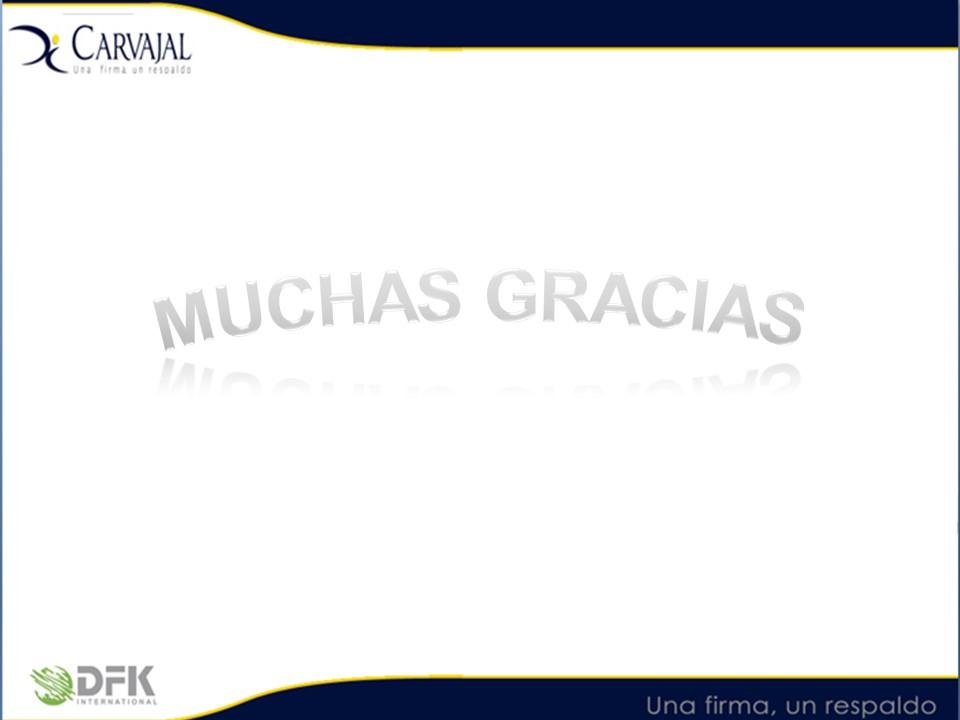 CARVAJAL
Una firma un respaldo
MUCHAS GRACIAS
DFK
INTERNATIONAL
Una firma, un respaldo